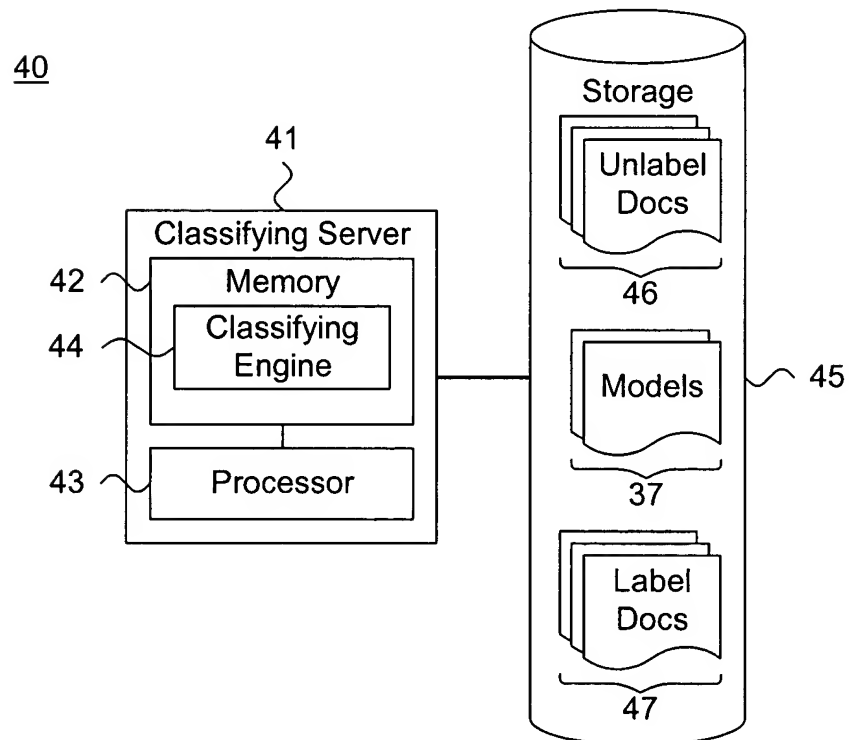 40
41
Classifying Server
42
Memory
44
Classifying
Engine
43
Processor
Storage
Unlabel
Docs
46
Models
37
45
Label
Docs
47